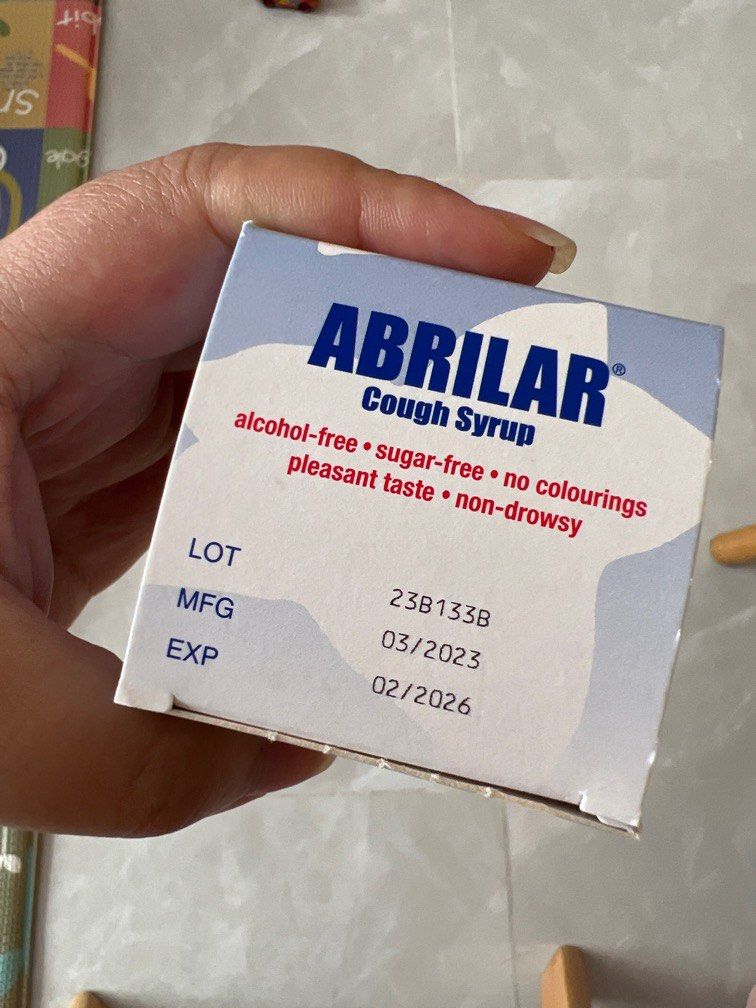 ABRILAR®
Cough Syrup
alcohol-free • sugar-free • no colourings
pleasant taste • non-drowsy
LOT 23B133B
MFG 03/2023
EXP 02/2026